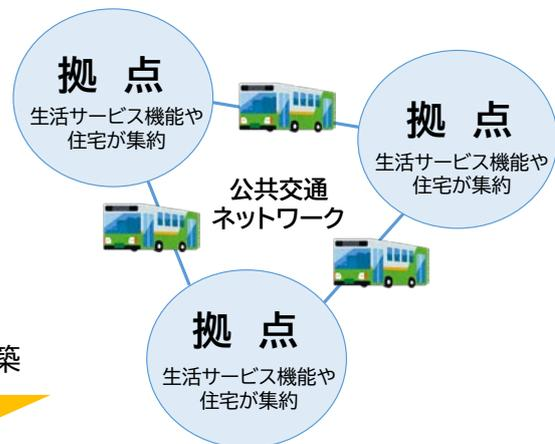 拠 点
生活サービス機能や
住宅が集約
拠 点
生活サービス機能や
住宅が集約
公共交通
ネットワーク
拠 点
生活サービス機能や
住宅が集約
築